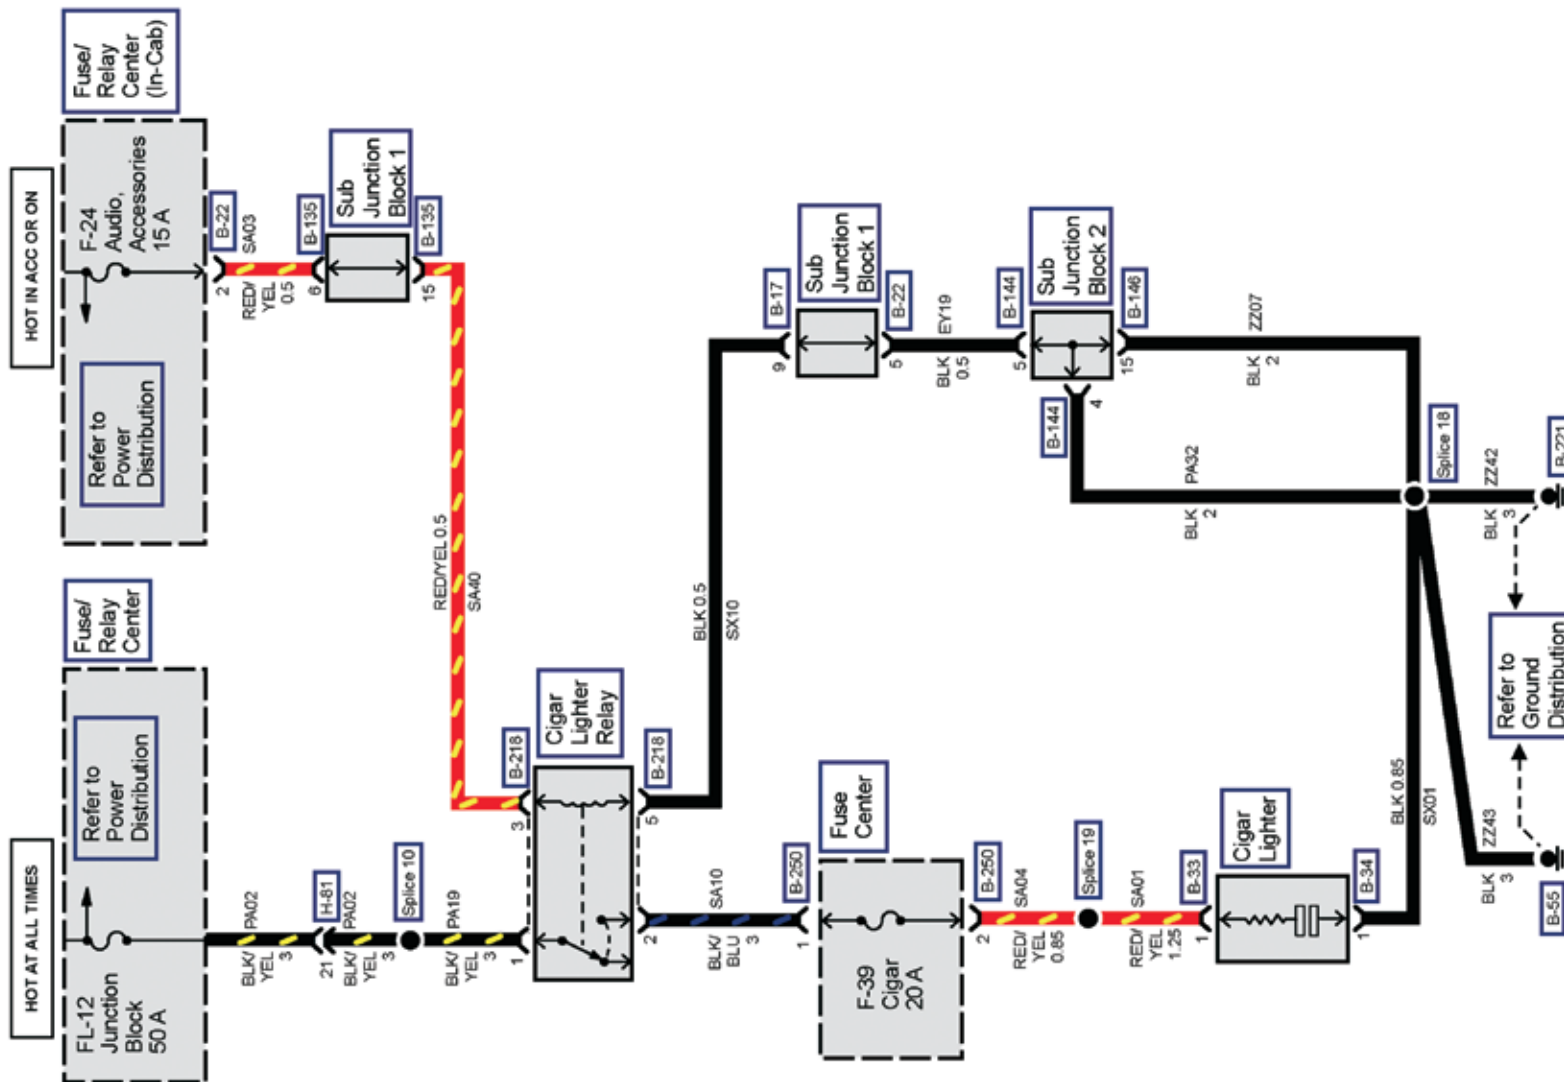 HOT AT ALL TIMES
FL-12
Junction
Block
50 A
Refer to
Power
Distribution
Fuse/
Relay
Center
HOT IN ACC OR ON
Refer to
Power
Distribution
F-24
Audio,
Accessories
15 A
Fuse/
Relay
Center
(In-Cab)
BLK/
YEL
3
PA02
21
H-81
BLK/
YEL
3
PA02
Splice 10
BLK/
YEL
3
PA19
1
2
B-22
RED/
YEL
0.5
SA03
6
B-135
Sub
Junction
Block 1
15
B-135
RED/YEL 0.5
SA40
3
B-218
Cigar
Lighter
Relay
2
5
B-218
BLK/
BLU
3
SA10
1
B-250
F-39
Cigar
20 A
Fuse
Center
2
B-250
RED/
YEL
0.85
SA04
Splice 19
RED/
YEL
1.25
SA01
1
B-33
Cigar
Lighter
1
B-34
BLK 0.5
SX10
9
B-17
Sub
Junction
Block 1
5
B-22
BLK
0.5
EY19
5
B-144
Sub
Junction
Block 2
B-144
4
15
B-146
BLK
2
PA32
BLK
2
ZZ07
BLK 0.85
SX01
Splice 18
BLK
3
ZZ43
BLK
3
ZZ42
Refer to
Ground
Distribution
B-55
B-221